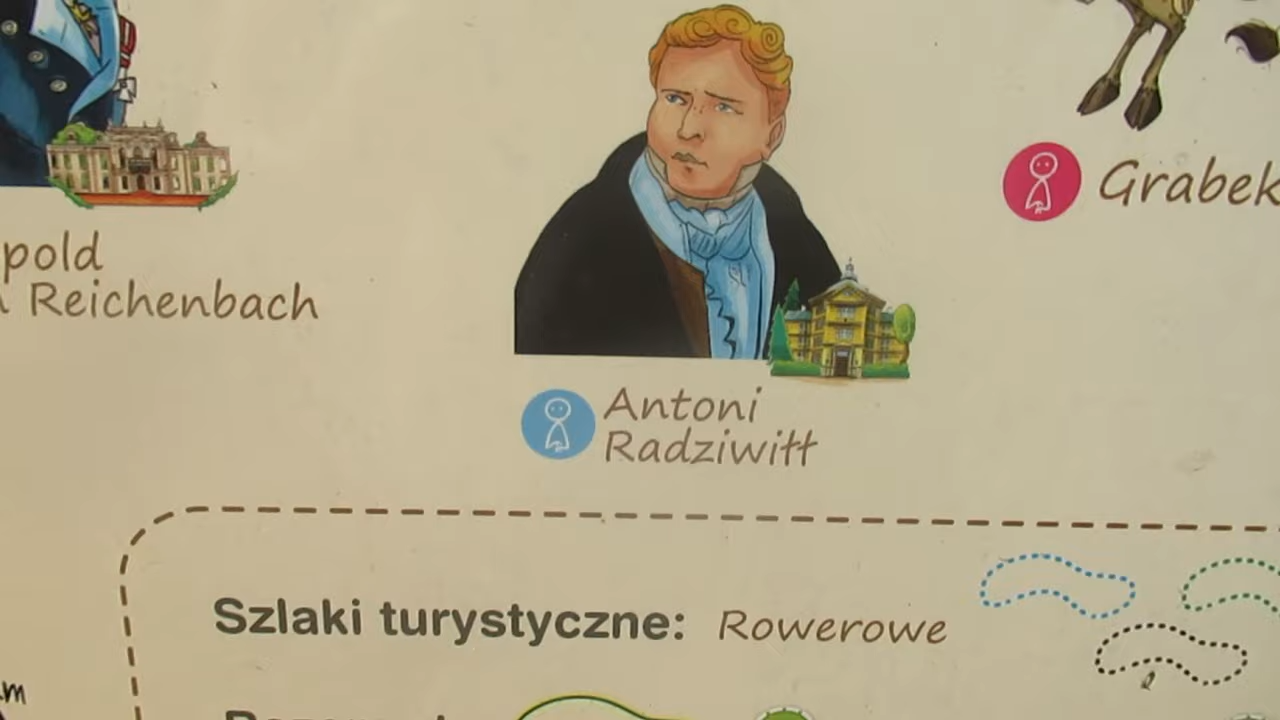 pold
Reichenbach
Antoni
Radziwiłł
Grabek
Szlaki turystyczne: Rowerowe